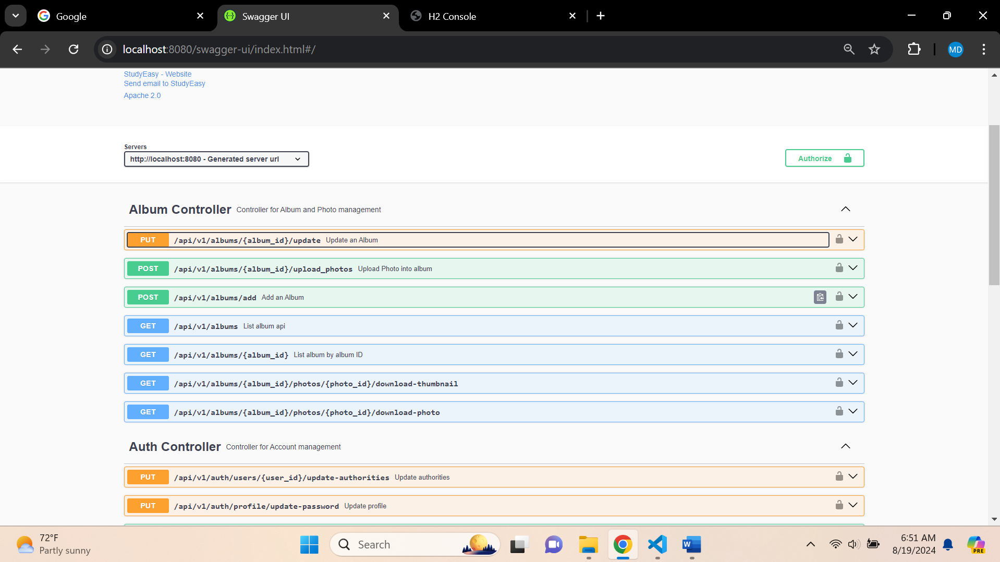 Google
Swagger UI
H2 Console
localhost:8080/swagger-ui/index.html#/
MD
StudyEasy - Website
Send email to StudyEasy
Apache 2.0
Servers
http://localhost:8080 - Generated server url
Authorize
Album Controller Controller for Album and Photo management
PUT /api/v1/albums/{album_id}/update Update an Album
POST /api/v1/albums/{album_id}/upload_photos Upload Photo into album
POST /api/v1/albums/add Add an Album
GET /api/v1/albums List album api
GET /api/v1/albums/{album_id} List album by album ID
GET /api/v1/albums/{album_id}/photos/{photo_id}/download-thumbnail
GET /api/v1/albums/{album_id}/photos/{photo_id}/download-photo
Auth Controller Controller for Account management
PUT /api/v1/auth/users/{user_id}/update-authorities Update authorities
PUT /api/v1/auth/profile/update-password Update profile
72°F
Partly sunny
Search
W
6:51 AM
8/19/2024
PRE